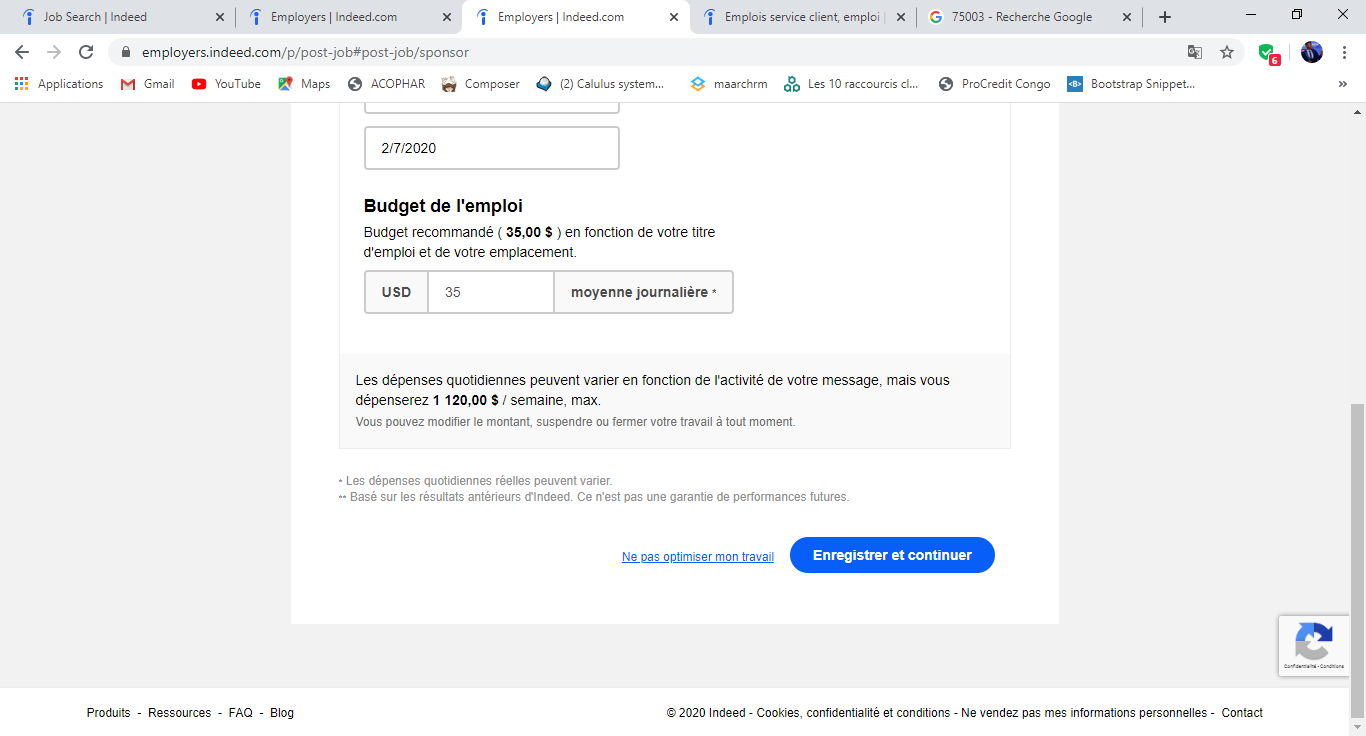 Job Search | Indeed
Employers | Indeed.com
Employers | Indeed.com
Emplois service client, emploi
75003 - Recherche Google
employers.indeed.com/p/post-job#post-job/sponsor
6
Applications
Gmail
YouTube
Maps
ACOPHAR
Composer
(2) Calulus system...
maarchrm
Les 10 raccourcis cl...
ProCredit Congo
<B>
Bootstrap Snippet...
»
2/7/2020
Budget de l'emploi
Budget recommandé ( 35,00 $ ) en fonction de votre titre
d'emploi et de votre emplacement.
USD 35 moyenne journalière *
Les dépenses quotidiennes peuvent varier en fonction de l'activité de votre message, mais vous
dépenserez 1 120,00 $ / semaine, max.
Vous pouvez modifier le montant, suspendre ou fermer votre travail à tout moment.
* Les dépenses quotidiennes réelles peuvent varier.
** Basé sur les résultats antérieurs d'Indeed. Ce n'est pas une garantie de performances futures.
Ne pas optimiser mon travail
Enregistrer et continuer
Confidentialité - Conditions
Produits - Ressources - FAQ - Blog
© 2020 Indeed - Cookies, confidentialité et conditions - Ne vendez pas mes informations personnelles - Contact